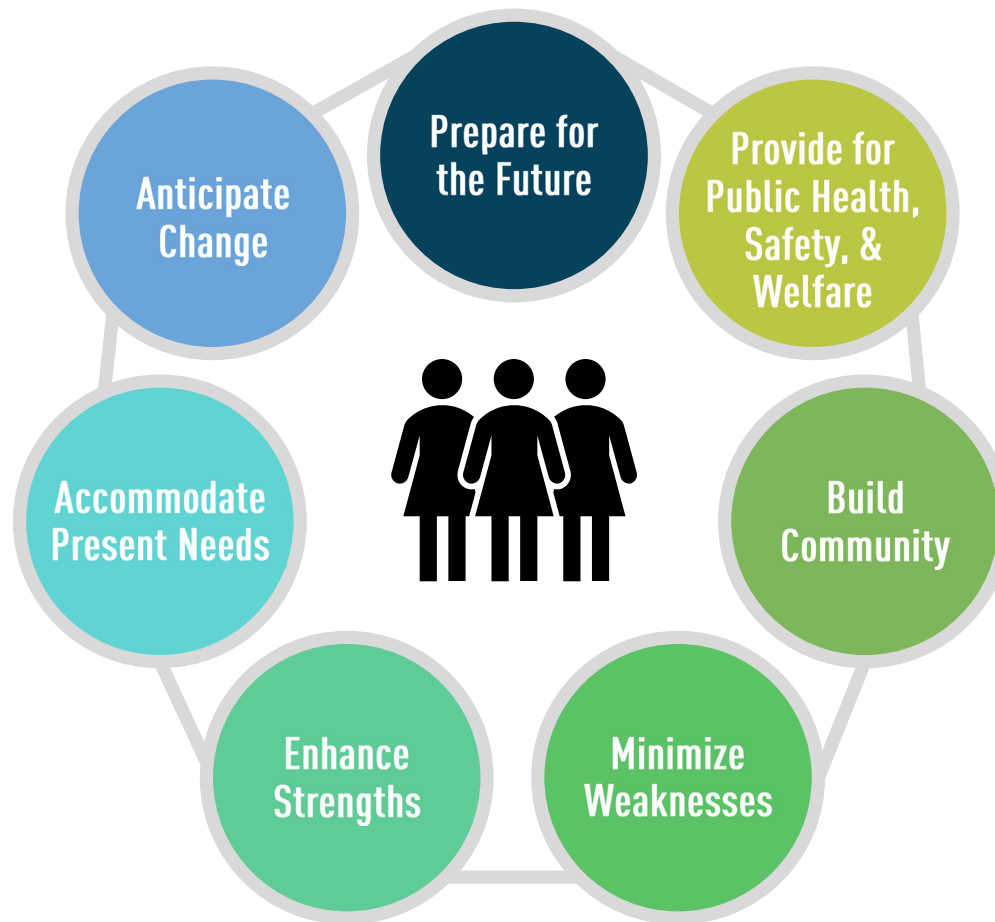 Prepare for
the Future
Provide for
Public Health,
Safety, &
Welfare
Build
Community
Minimize
Weaknesses
Enhance
Strengths
Accommodate
Present Needs
Anticipate
Change